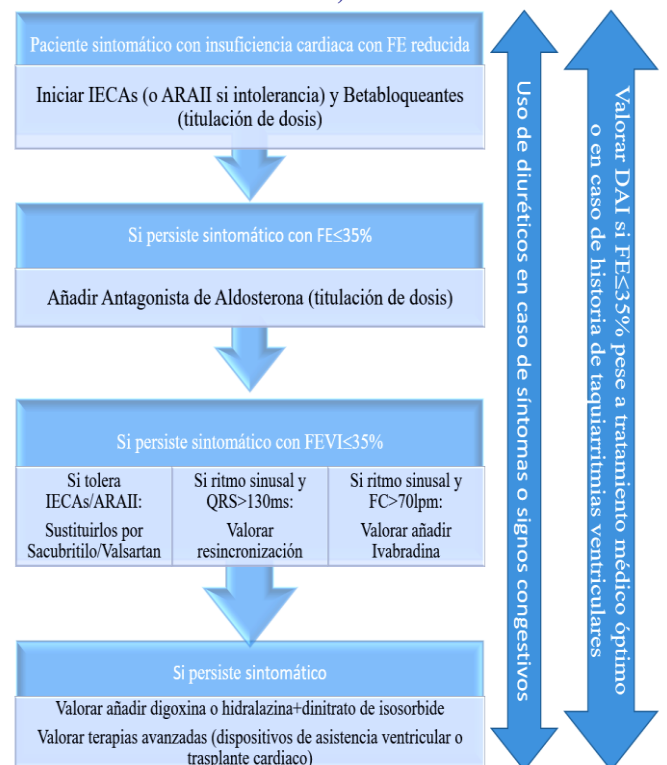 Paciente sintomático con insuficiencia cardiaca con FE reducida
Iniciar IECAs (o ARAII si intolerancia) y Betabloqueantes
(titulación de dosis)
Si persiste sintomático con FE≤35%
Añadir Antagonista de Aldosterona (titulación de dosis)
Si persiste sintomático con FEVI≤35%
Si tolera
IECAs/ARAII:
Sustituirlos por
Sacubritilo/Valsartan
Si ritmo sinusal y
QRS>130ms:
Valorar
resincronización
Si ritmo sinusal y
FC>70lpm:
Valorar añadir
Ivabradina
Si persiste sintomático
Valorar añadir digoxina o hidralazina+dinitrato de isosorbide
Valorar terapias avanzadas (dispositivos de asistencia ventricular o
trasplante cardiaco)
Uso de diuréticos en caso de síntomas o signos congestivos
Valorar DAI si FE≤35% pese a tratamiento médico óptimo
o en caso de historia de taquiarritmias ventriculares